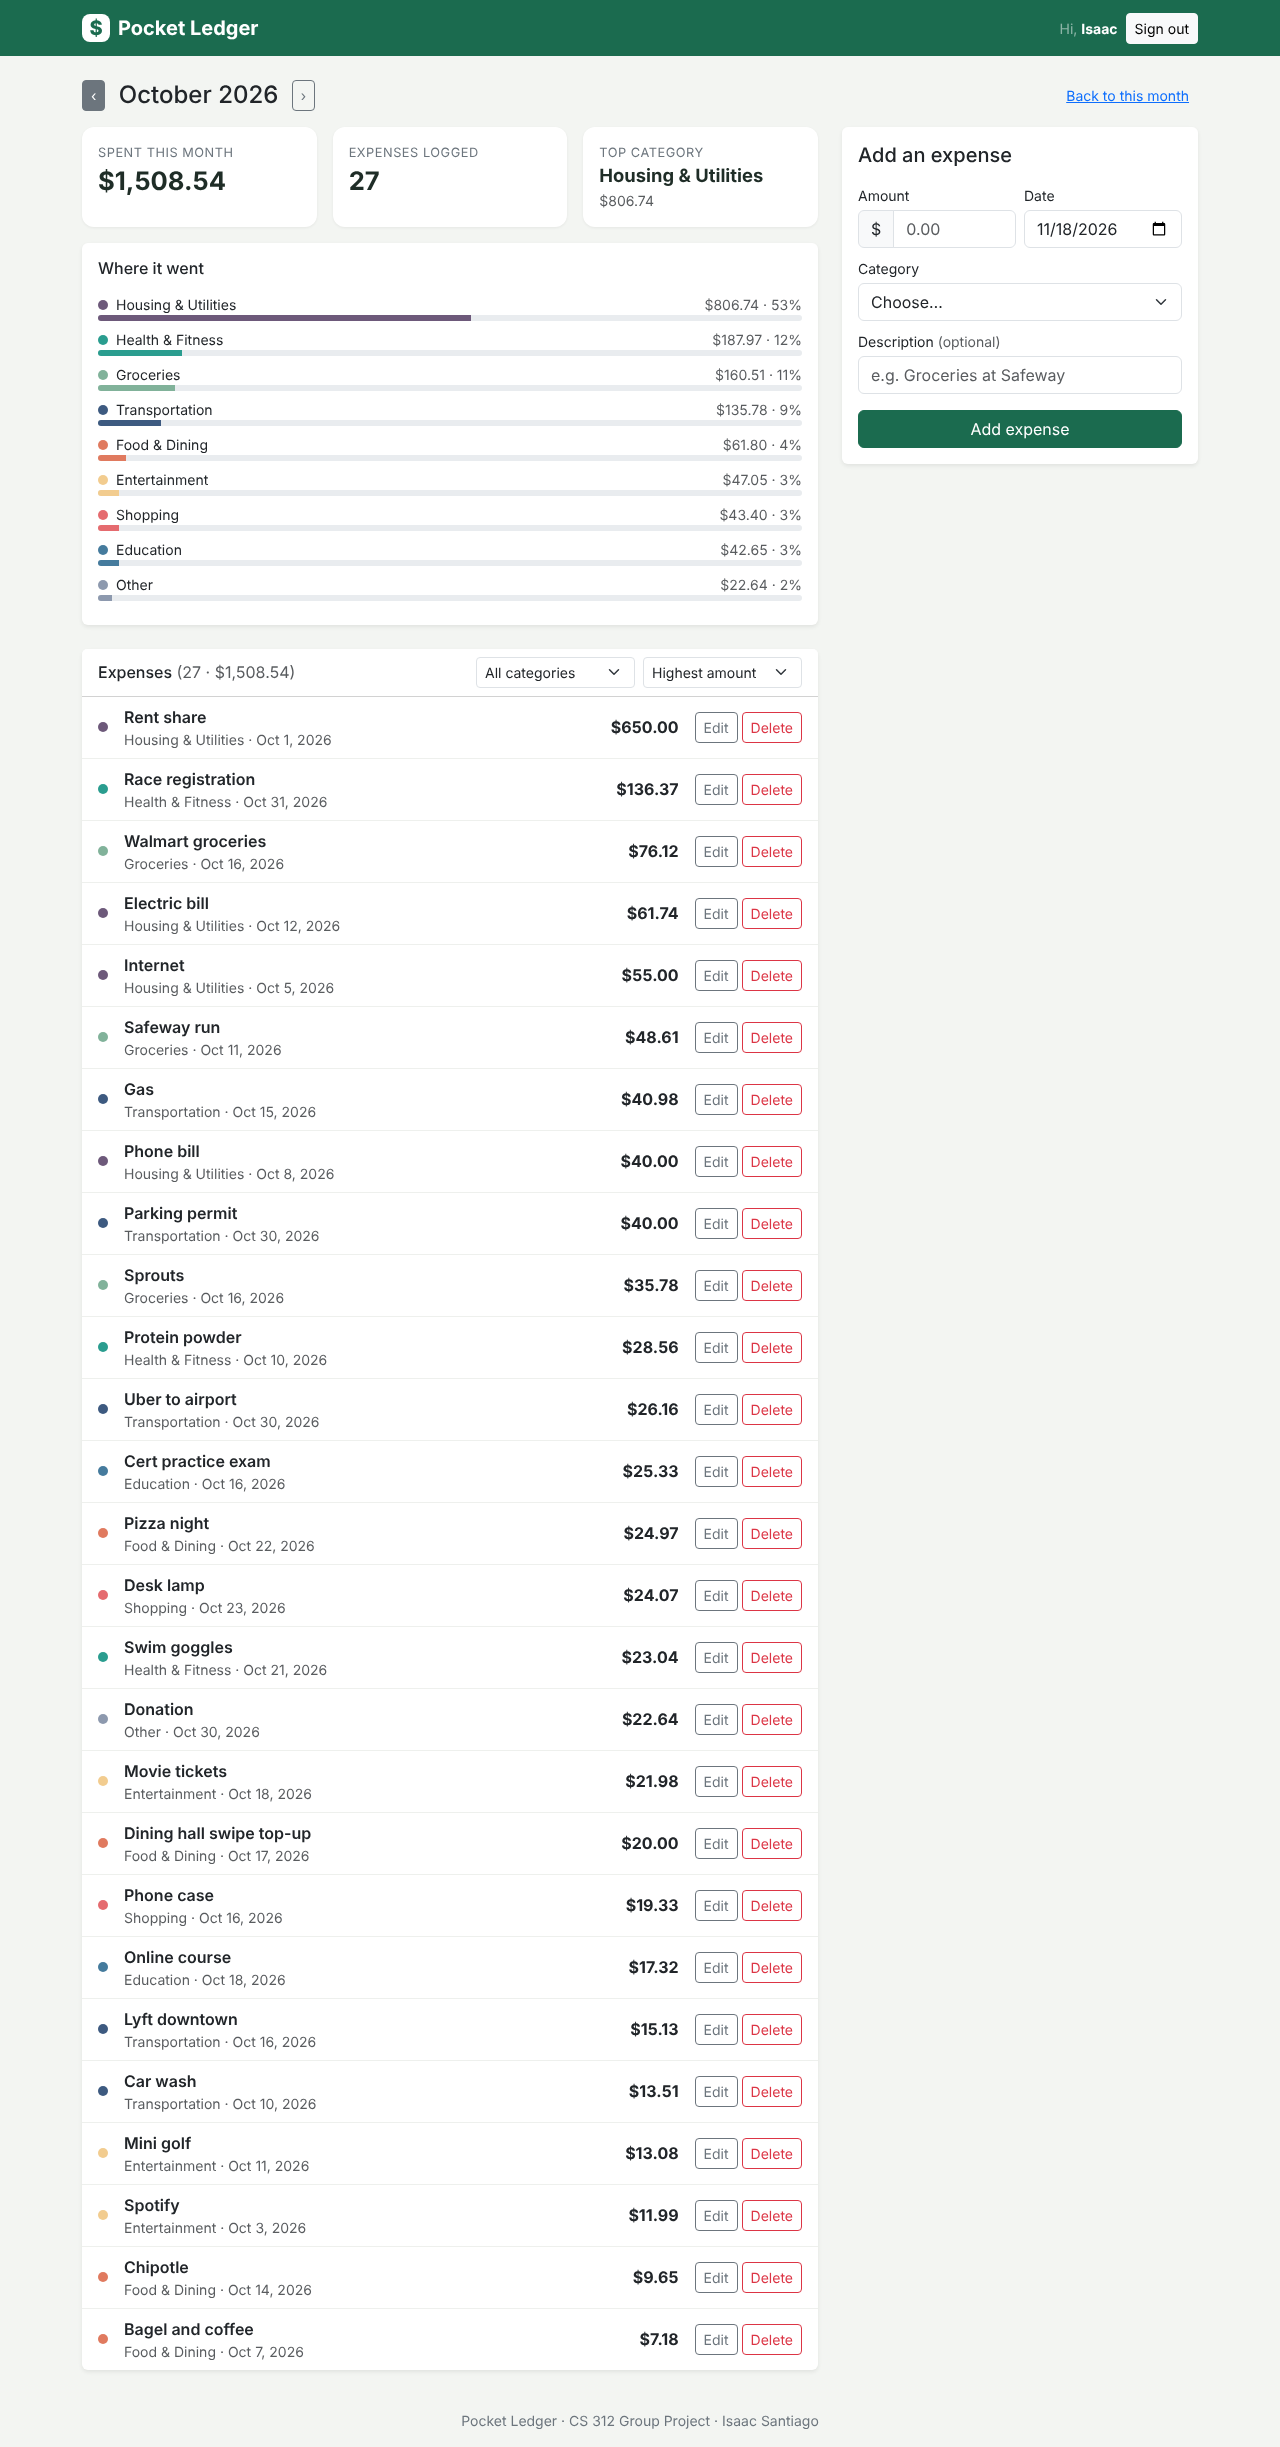 $ Pocket Ledger
Hi, Isaac Sign out
‹ October 2026 ›
Back to this month
SPENT THIS MONTH
$1,508.54
EXPENSES LOGGED
27
TOP CATEGORY
Housing & Utilities
$806.74
Where it went
Housing & Utilities $806.74 · 53%
Health & Fitness $187.97 · 12%
Groceries $160.51 · 11%
Transportation $135.78 · 9%
Food & Dining $61.80 · 4%
Entertainment $47.05 · 3%
Shopping $43.40 · 3%
Education $42.65 · 3%
Other $22.64 · 2%
Expenses (27 · $1,508.54) All categories Highest amount
Rent share
Housing & Utilities · Oct 1, 2026
$650.00 Edit Delete
Race registration
Health & Fitness · Oct 31, 2026
$136.37 Edit Delete
Walmart groceries
Groceries · Oct 16, 2026
$76.12 Edit Delete
Electric bill
Housing & Utilities · Oct 12, 2026
$61.74 Edit Delete
Internet
Housing & Utilities · Oct 5, 2026
$55.00 Edit Delete
Safeway run
Groceries · Oct 11, 2026
$48.61 Edit Delete
Gas
Transportation · Oct 15, 2026
$40.98 Edit Delete
Phone bill
Housing & Utilities · Oct 8, 2026
$40.00 Edit Delete
Parking permit
Transportation · Oct 30, 2026
$40.00 Edit Delete
Sprouts
Groceries · Oct 16, 2026
$35.78 Edit Delete
Protein powder
Health & Fitness · Oct 10, 2026
$28.56 Edit Delete
Uber to airport
Transportation · Oct 30, 2026
$26.16 Edit Delete
Cert practice exam
Education · Oct 16, 2026
$25.33 Edit Delete
Pizza night
Food & Dining · Oct 22, 2026
$24.97 Edit Delete
Desk lamp
Shopping · Oct 23, 2026
$24.07 Edit Delete
Swim goggles
Health & Fitness · Oct 21, 2026
$23.04 Edit Delete
Donation
Other · Oct 30, 2026
$22.64 Edit Delete
Movie tickets
Entertainment · Oct 18, 2026
$21.98 Edit Delete
Dining hall swipe top-up
Food & Dining · Oct 17, 2026
$20.00 Edit Delete
Phone case
Shopping · Oct 16, 2026
$19.33 Edit Delete
Online course
Education · Oct 18, 2026
$17.32 Edit Delete
Lyft downtown
Transportation · Oct 16, 2026
$15.13 Edit Delete
Car wash
Transportation · Oct 10, 2026
$13.51 Edit Delete
Mini golf
Entertainment · Oct 11, 2026
$13.08 Edit Delete
Spotify
Entertainment · Oct 3, 2026
$11.99 Edit Delete
Chipotle
Food & Dining · Oct 14, 2026
$9.65 Edit Delete
Bagel and coffee
Food & Dining · Oct 7, 2026
$7.18 Edit Delete
Add an expense
Amount Date
$ 0.00 11/18/2026
Category
Choose...
Description (optional)
e.g. Groceries at Safeway
Add expense
Pocket Ledger · CS 312 Group Project · Isaac Santiago